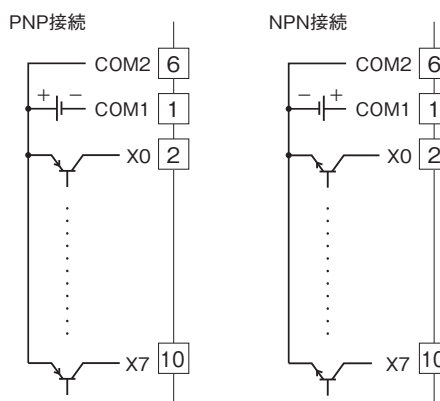 PNP接続
COM2 6
+ − COM1 1
X0 2
X7 10
NPN接続
COM2 6
− + COM1 1
X0 2
X7 10